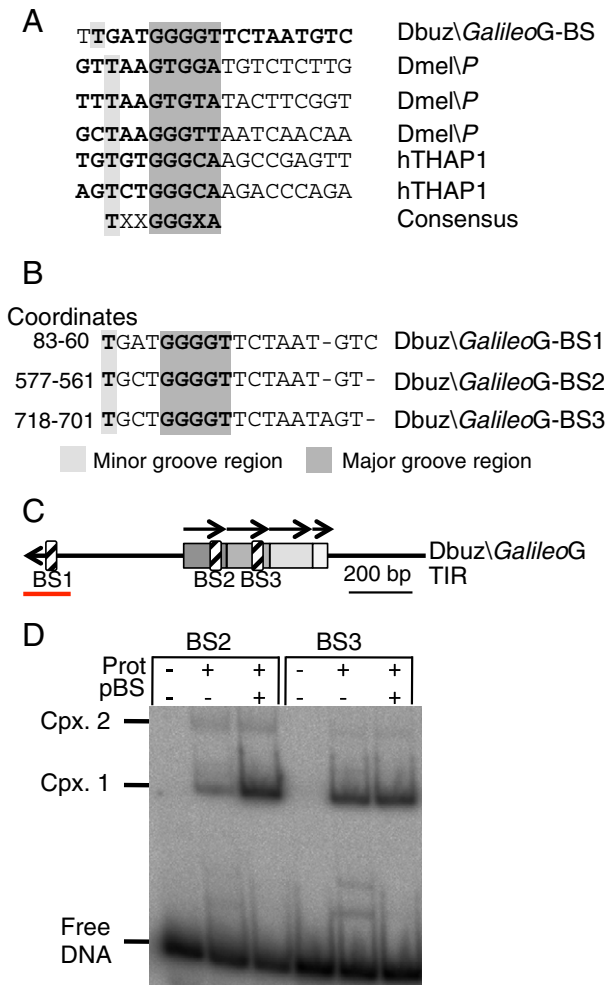 A
TTGATGGGGTTCTAATGTC Dbuz\GalileoG-BS
GTTAAGTGGATGTCTCTTG Dmel\P
TTTAAGTGTATACTTCGGT Dmel\P
GCTAAGGGTTAATCAACAA Dmel\P
TGTGTGGGCAAGCCGAGTT hTHAP1
AGTCTGGGCAAGACCCAGA hTHAP1
TXXGGGXA Consensus
B
Coordinates
83-60 TGATGGGGTTCTAAT-GTC Dbuz\GalileoG-BS1
577-561 TGCTGGGGTTCTAAT-GT- Dbuz\GalileoG-BS2
718-701 TGCTGGGGTTCTAATAGT- Dbuz\GalileoG-BS3
Minor groove region Major groove region
C
Dbuz\GalileoG
TIR
BS1 BS2 BS3 200 bp
D
BS2 BS3
Prot - + + - + +
pBS - - + - - +
Cpx. 2
Cpx. 1
Free
DNA